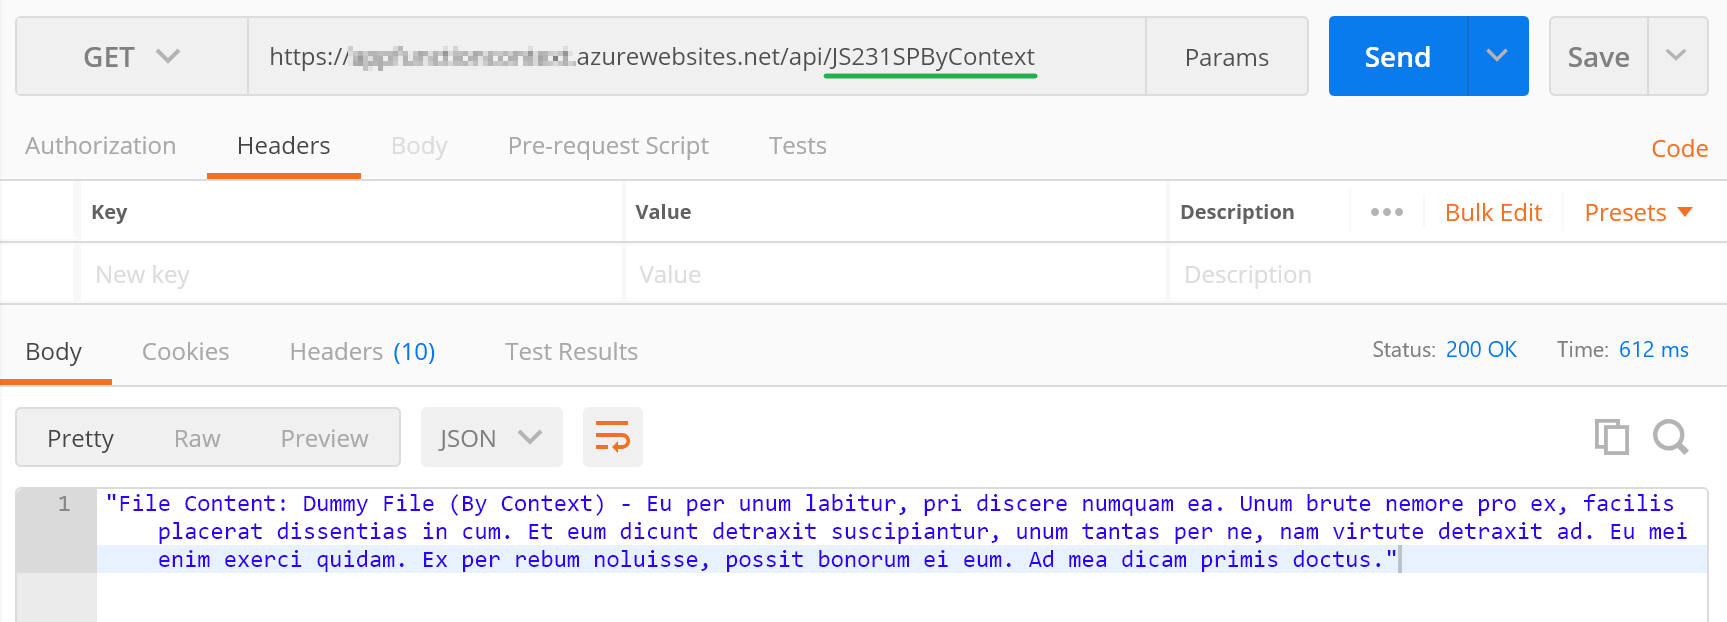 GET https:// .azurewebsites.net/api/JS231SPByContext Params Send Save
Authorization Headers Body Pre-request Script Tests Code
Key Value Description ••• Bulk Edit Presets
New key Value Description
Body Cookies Headers (10) Test Results Status: 200 OK Time: 612 ms
Pretty Raw Preview JSON
1 "File Content: Dummy File (By Context) - Eu per unum labitur, pri discere numquam ea. Unum brute nemore pro ex, facilis
placerat dissentias in cum. Et eum dicunt detraxit suscipiantur, unum tantas per ne, nam virtute detraxit ad. Eu mei
enim exerci quidam. Ex per rebum noluisse, possit bonorum ei eum. Ad mea dicam primis doctus."